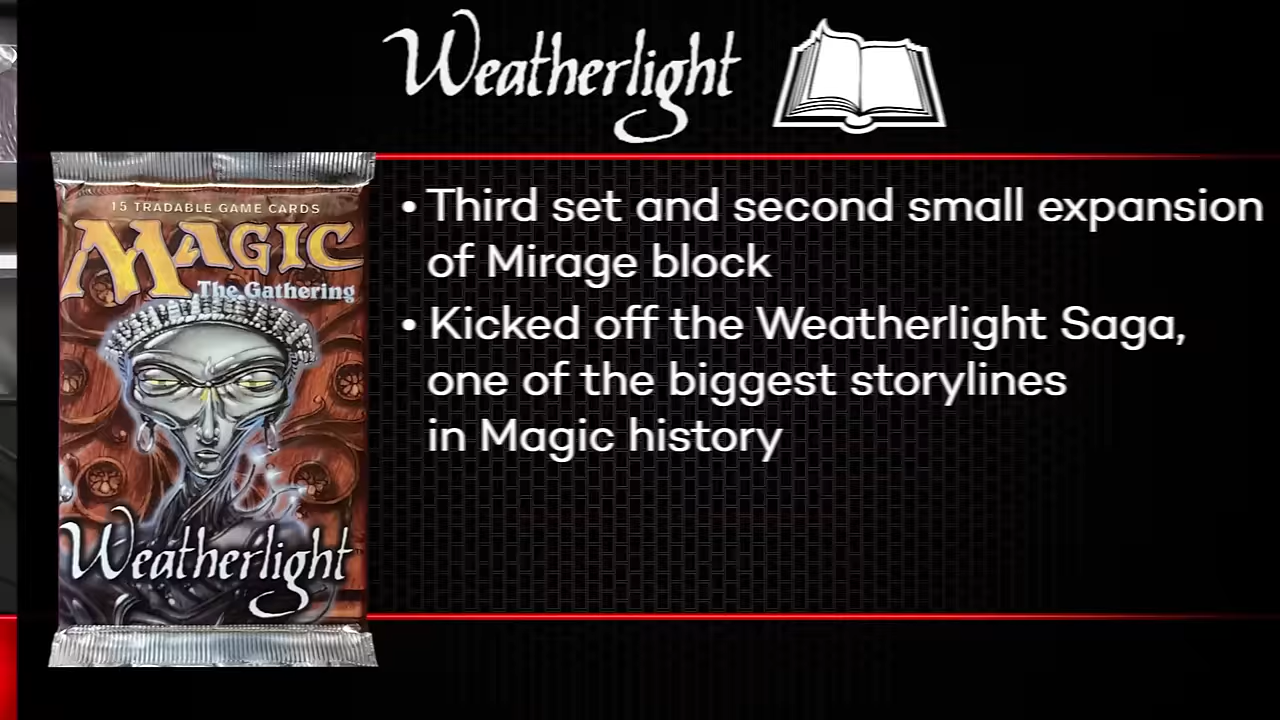 Weatherlight
15 TRADABLE GAME CARDS
MAGIC
The Gathering
Weatherlight
• Third set and second small expansion
of Mirage block
• Kicked off the Weatherlight Saga,
one of the biggest storylines
in Magic history